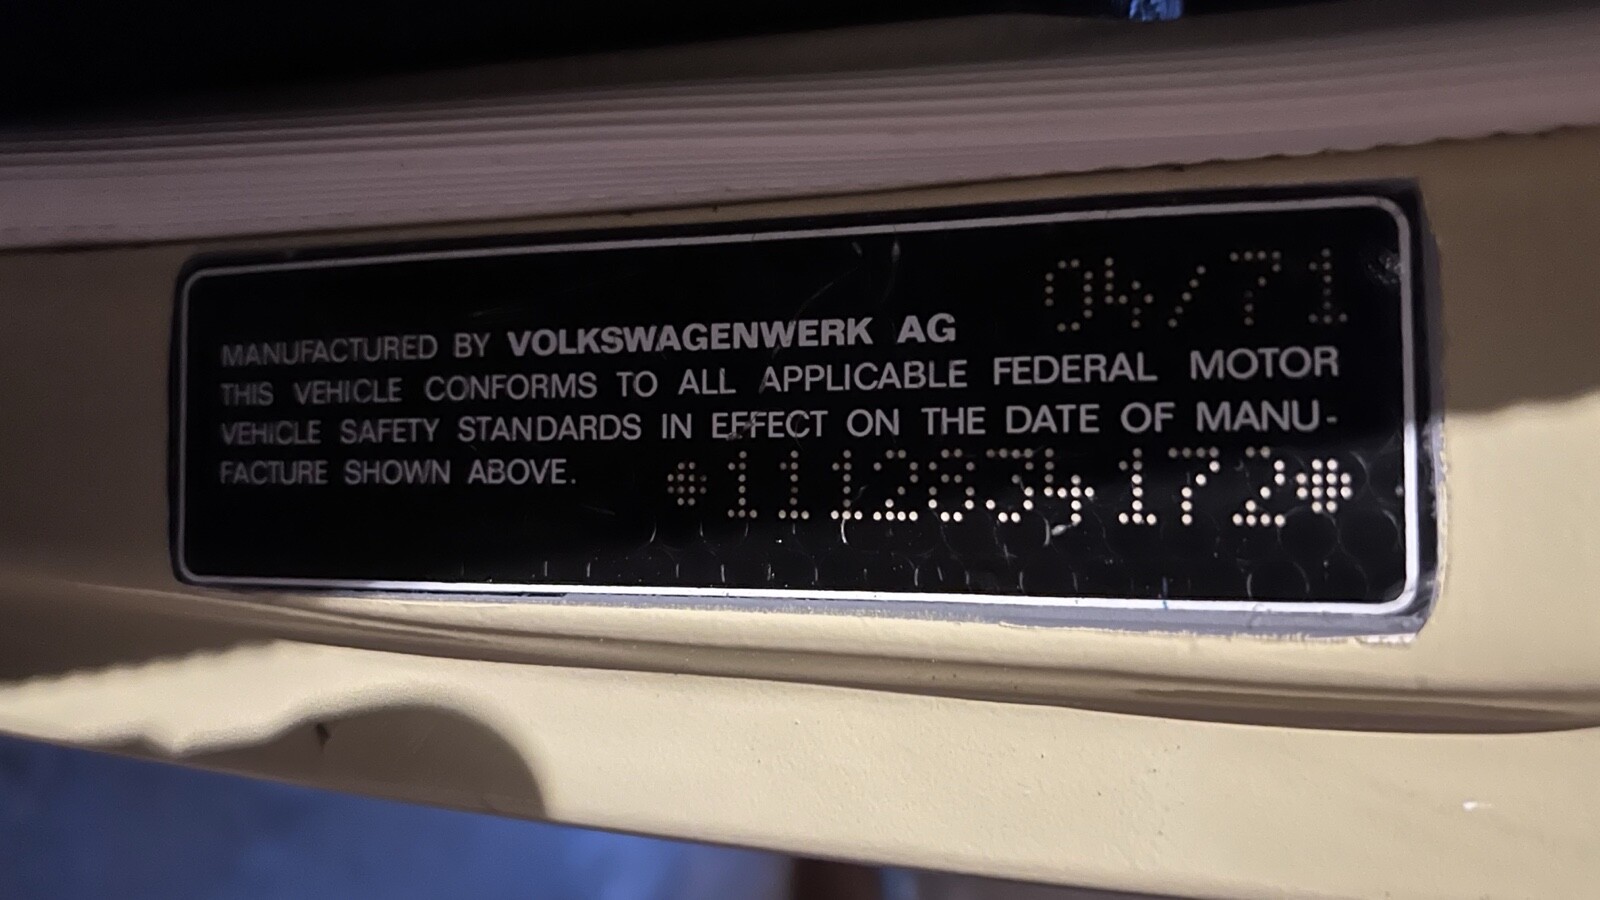 04/71
MANUFACTURED BY VOLKSWAGENWERK AG
THIS VEHICLE CONFORMS TO ALL APPLICABLE FEDERAL MOTOR
VEHICLE SAFETY STANDARDS IN EFFECT ON THE DATE OF MANU-
FACTURE SHOWN ABOVE. *1112834172*